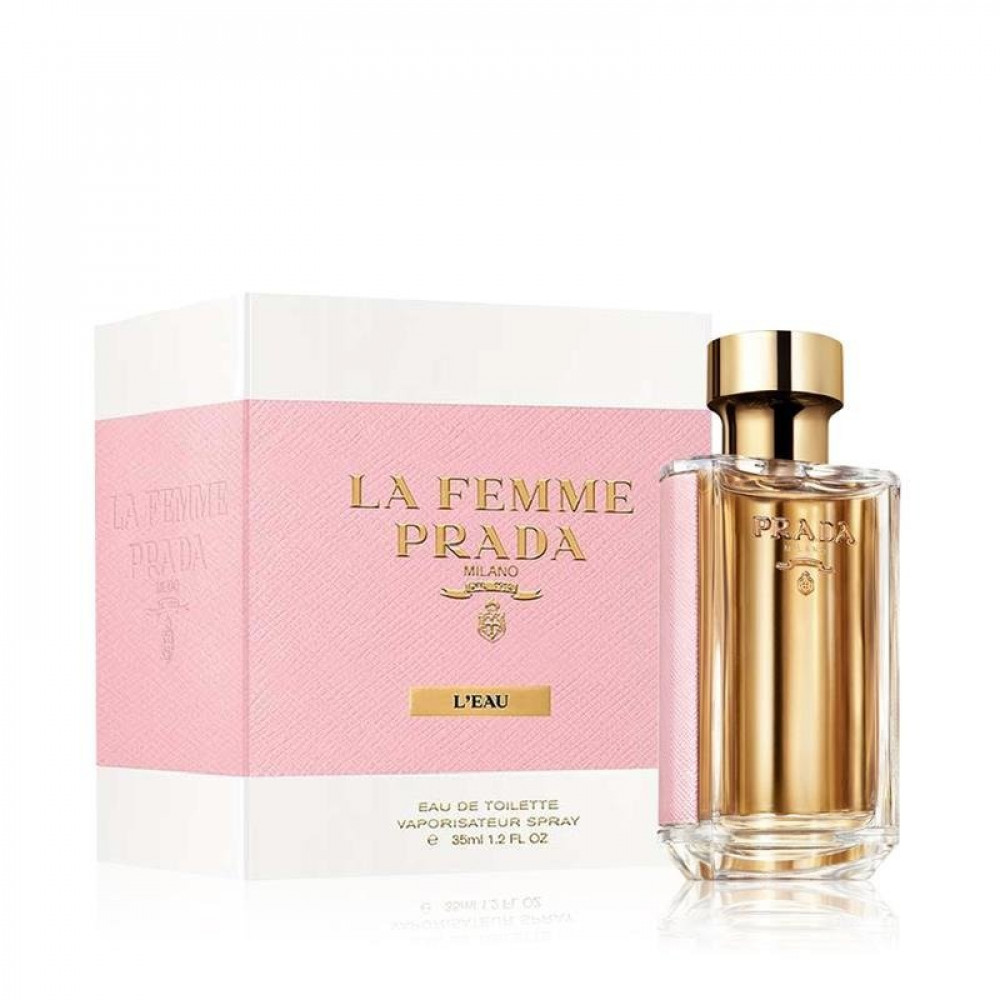 LA FEMME
PRADA
MILANO
LA FEMME
PRADA
MILANO
L'EAU
EAU DE TOILETTE
VAPORISATEUR SPRAY
e 35ml 1.2 FL OZ
PRADA
MILANO